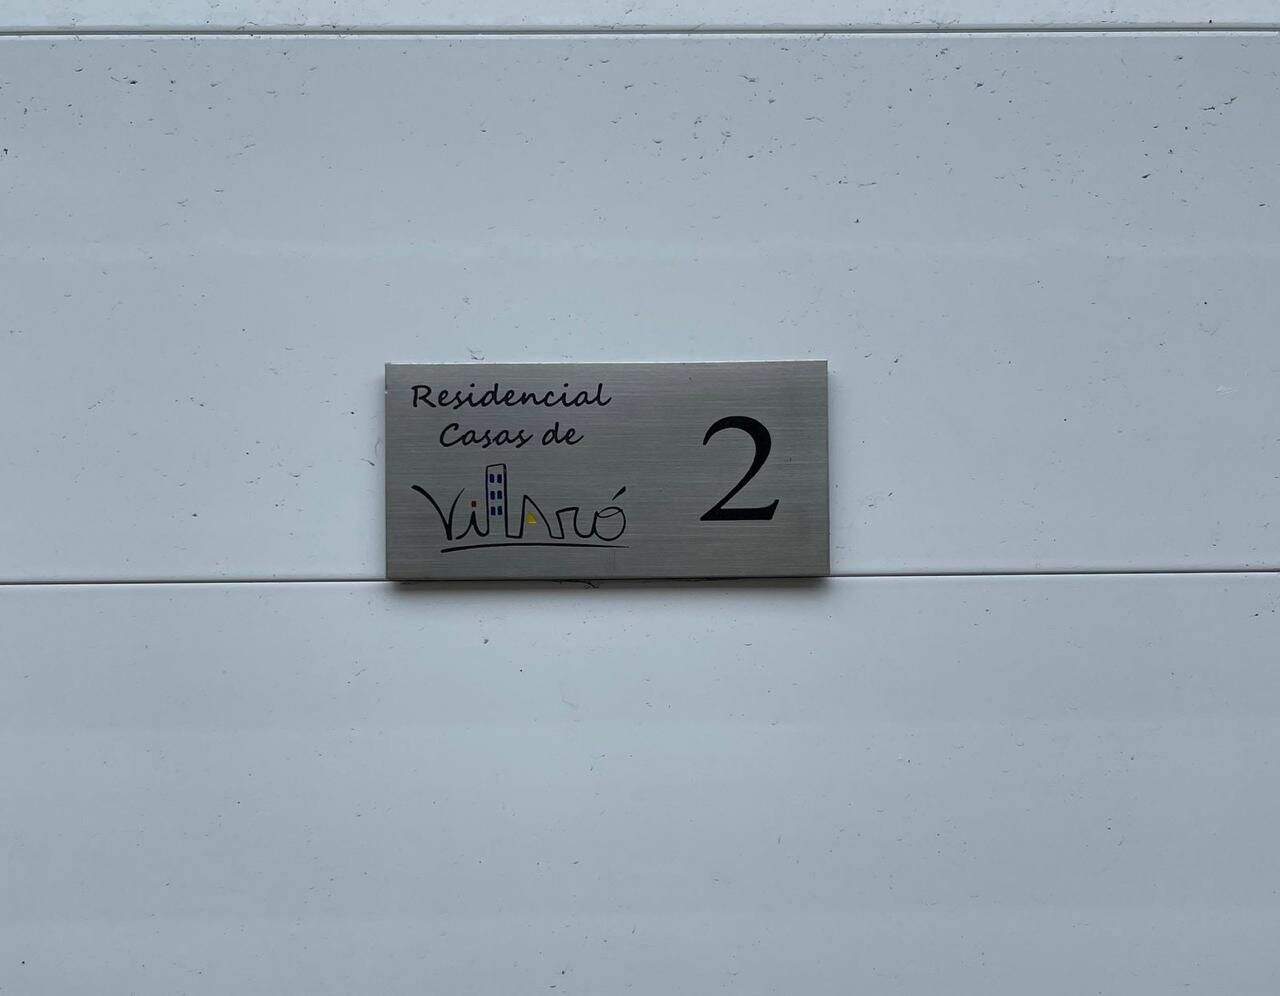 Residencial
Casas de
Villaró
2